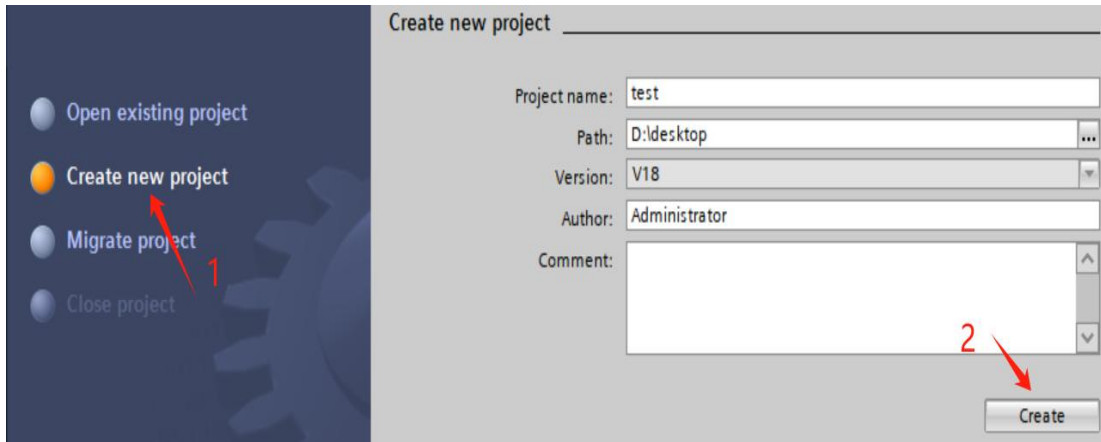 Open existing project
Create new project
Migrate project
1
Close project
Create new project
Project name: test
Path: D:\desktop ...
Version: V18
Author: Administrator
Comment:
2
Create